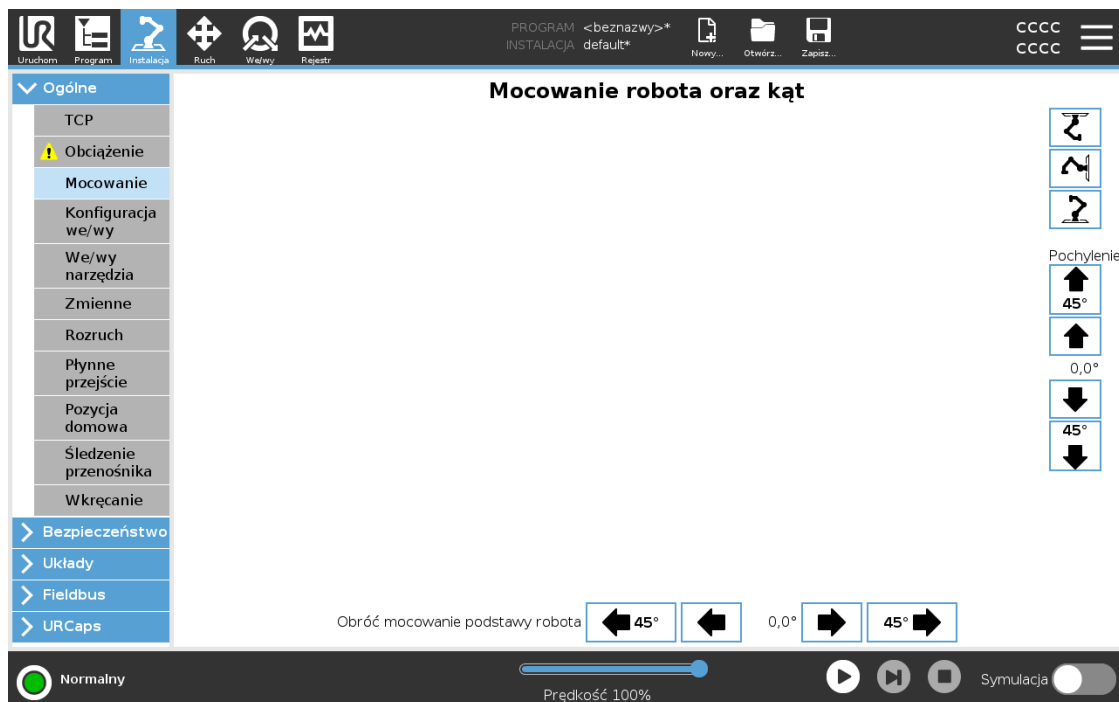 PROGRAM <beznazwy>*
INSTALACJA default*
UR
Uruchom Program Instalacja Ruch We/wy Rejestr Nowy... Otwórz... Zapisz...
CCCC
CCCC
Ogólne
TCP
Obciążenie
Mocowanie
Konfiguracja
we/wy
We/wy
narzędzia
Zmienne
Rozruch
Płynne
przejście
Pozycja
domowa
Śledzenie
przenośnika
Wkręcanie
Bezpieczeństwo
Układy
Fieldbus
URCaps
Mocowanie robota oraz kąt
Pochylenie
45°
0,0°
45°
Obróć mocowanie podstawy robota 45° 0,0° 45°
Normalny
Prędkość 100%
Symulacja